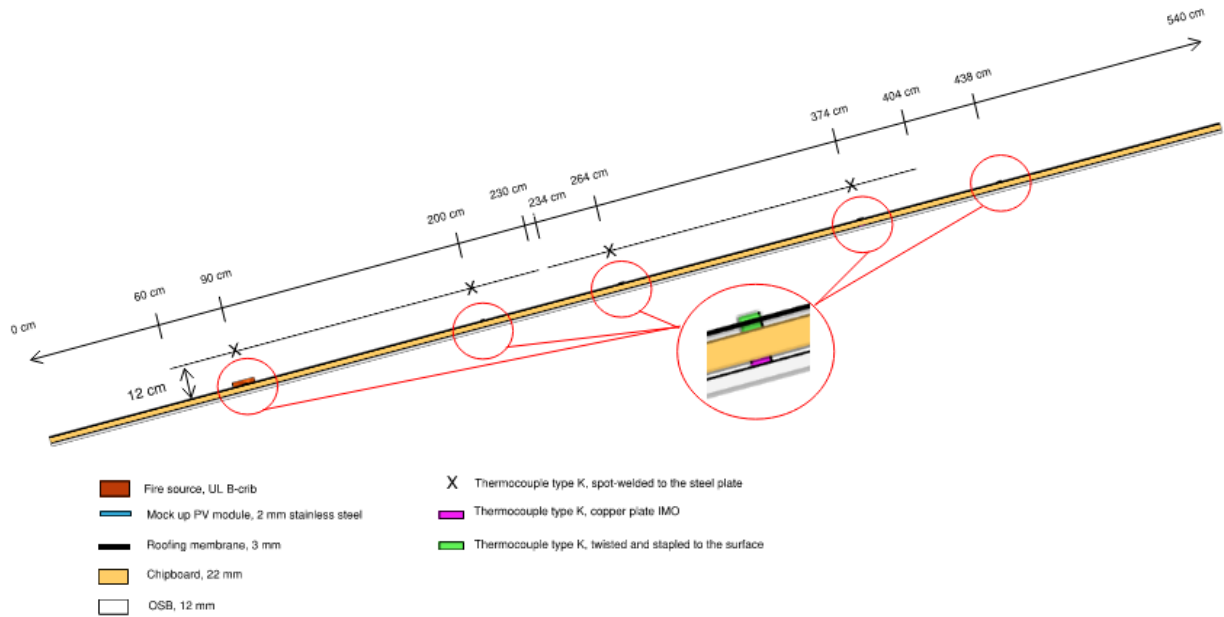 540 cm
438 cm
404 cm
374 cm
264 cm
230 cm
234 cm
200 cm
90 cm
60 cm
0 cm
12 cm
Fire source, UL B-crib
Mock up PV module, 2 mm stainless steel
Roofing membrane, 3 mm
Chipboard, 22 mm
OSB, 12 mm
X Thermocouple type K, spot-welded to the steel plate
Thermocouple type K, copper plate IMO
Thermocouple type K, twisted and stapled to the surface